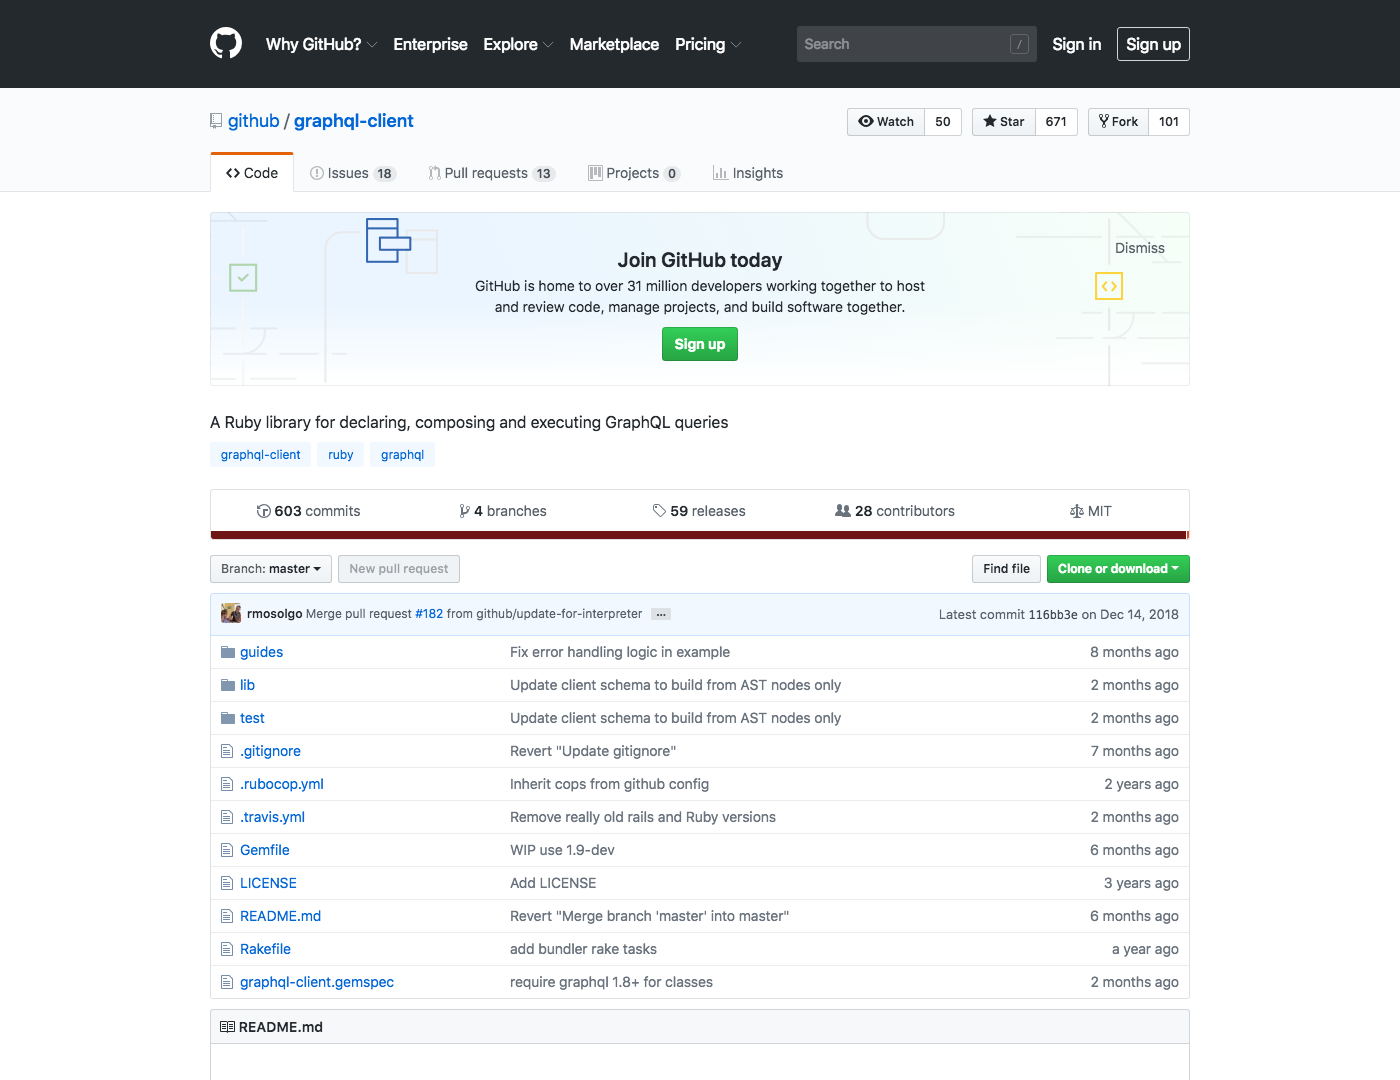 Why GitHub? Enterprise Explore Marketplace Pricing Search / Sign in Sign up
github / graphql-client Watch 50 Star 671 Fork 101
Code Issues 18 Pull requests 13 Projects 0 Insights
Dismiss
Join GitHub today
GitHub is home to over 31 million developers working together to host
and review code, manage projects, and build software together.
Sign up
A Ruby library for declaring, composing and executing GraphQL queries
graphql-client ruby graphql
603 commits 4 branches 59 releases 28 contributors MIT
Branch: master New pull request Find file Clone or download
rmosolgo Merge pull request #182 from github/update-for-interpreter … Latest commit 116bb3e on Dec 14, 2018
guides Fix error handling logic in example 8 months ago
lib Update client schema to build from AST nodes only 2 months ago
test Update client schema to build from AST nodes only 2 months ago
.gitignore Revert "Update gitignore" 7 months ago
.rubocop.yml Inherit cops from github config 2 years ago
.travis.yml Remove really old rails and Ruby versions 2 months ago
Gemfile WIP use 1.9-dev 6 months ago
LICENSE Add LICENSE 3 years ago
README.md Revert "Merge branch 'master' into master" 6 months ago
Rakefile add bundler rake tasks a year ago
graphql-client.gemspec require graphql 1.8+ for classes 2 months ago
README.md